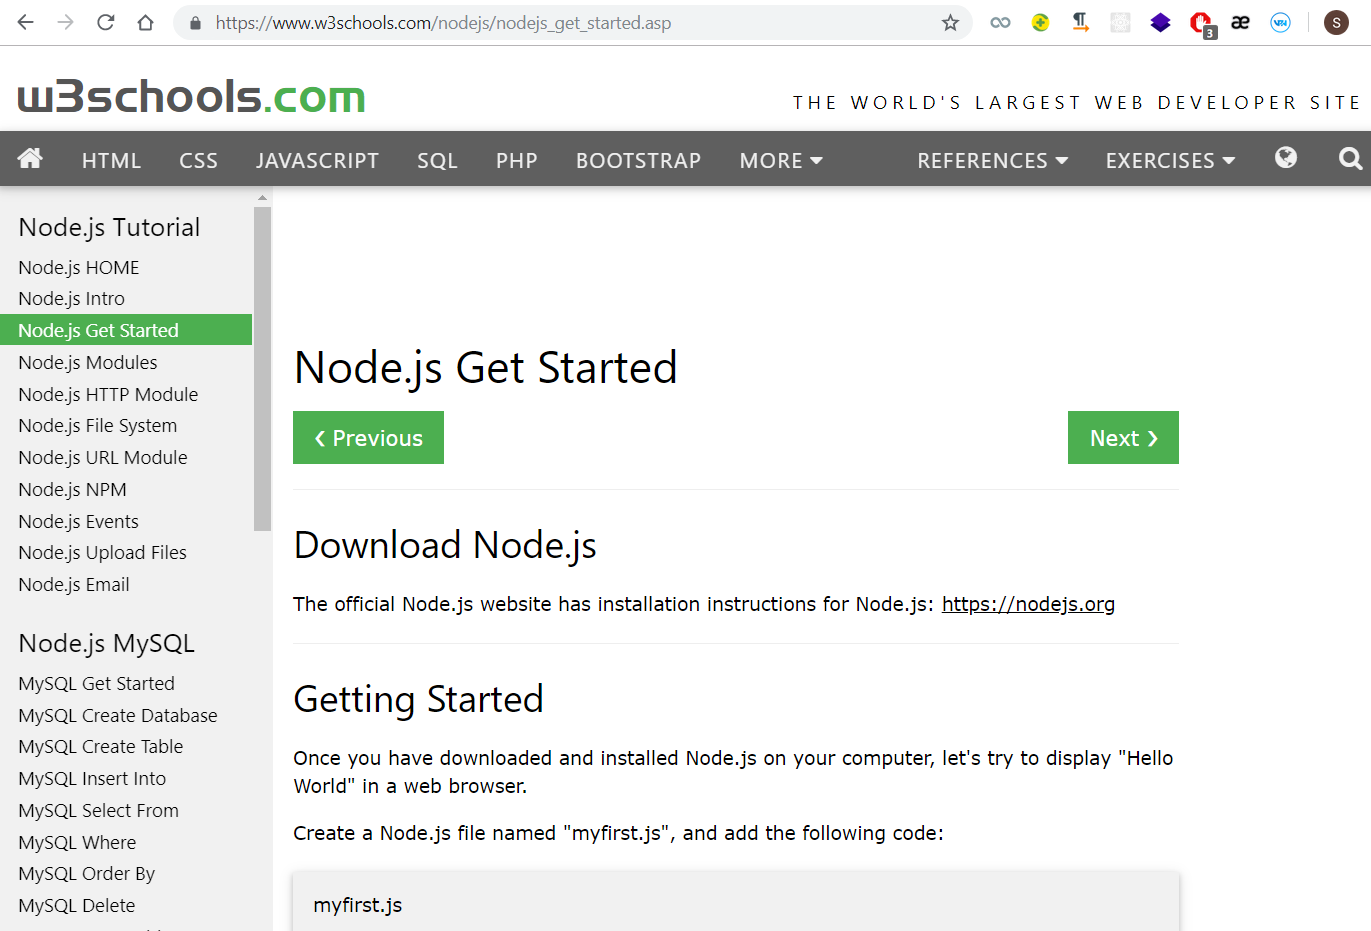 https://www.w3schools.com/nodejs/nodejs_get_started.asp
3
æ
VPN
S
w3schools.com
THE WORLD'S LARGEST WEB DEVELOPER SITE
HTML CSS JAVASCRIPT SQL PHP BOOTSTRAP MORE REFERENCES EXERCISES
Node.js Tutorial
Node.js HOME
Node.js Intro
Node.js Get Started
Node.js Modules
Node.js HTTP Module
Node.js File System
Node.js URL Module
Node.js NPM
Node.js Events
Node.js Upload Files
Node.js Email
Node.js MySQL
MySQL Get Started
MySQL Create Database
MySQL Create Table
MySQL Insert Into
MySQL Select From
MySQL Where
MySQL Order By
MySQL Delete
Node.js Get Started
❮ Previous
Next ❯
Download Node.js
The official Node.js website has installation instructions for Node.js: https://nodejs.org
Getting Started
Once you have downloaded and installed Node.js on your computer, let's try to display "Hello
World" in a web browser.
Create a Node.js file named "myfirst.js", and add the following code:
myfirst.js